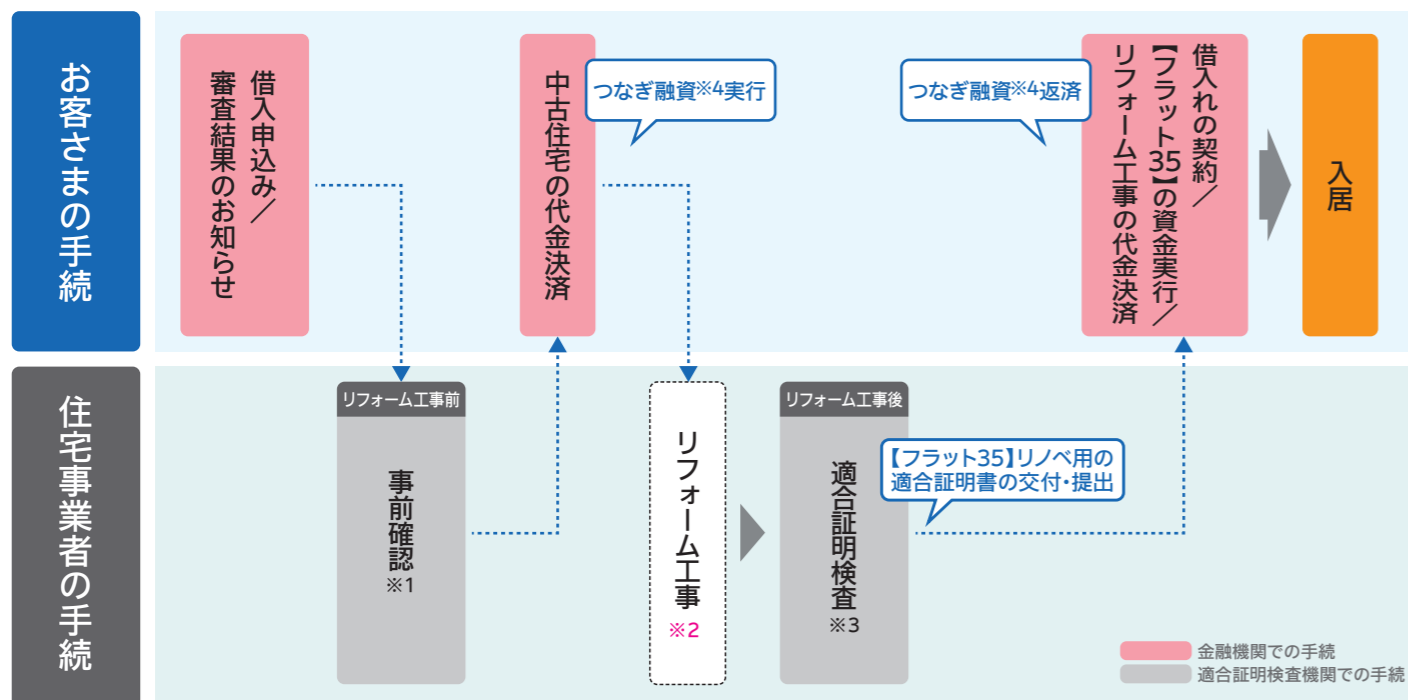 お客さまの手続
借入申込み／
審査結果のお知らせ
中古住宅の代金決済
つなぎ融資※4実行
つなぎ融資※4返済
借入れの契約／
【フラット35】の資金実行／
リフォーム工事の代金決済
入居
住宅事業者の手続
リフォーム工事前
事前確認
※1
リフォーム工事
※2
リフォーム工事後
適合証明検査
※3
【フラット35】リノベ用の
適合証明書の交付・提出
金融機関での手続
適合証明検査機関での手続